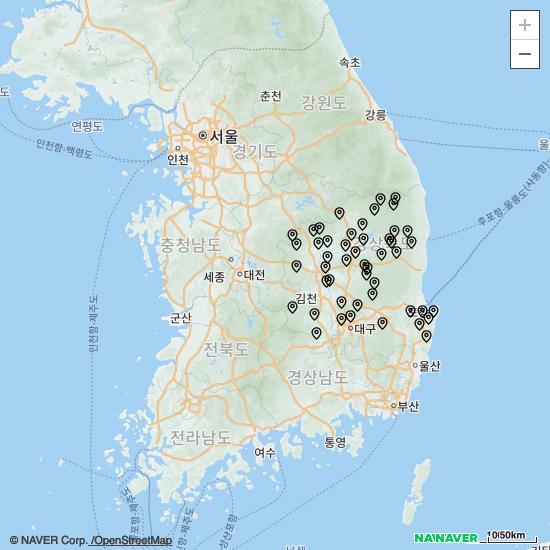 +
−
속초
춘천
강원도
강릉
도
연평도
서울
울
인천
경기도
인천항-백령도
후포항-울릉도(사동항)
충청남도
세종
대전
김천
군산
대구
인천항-제주도
전북도
경상남도
울산
부산
전라남도
여수
통영
NAVER
10/50km
© NAVER Corp. /OpenStreetMap